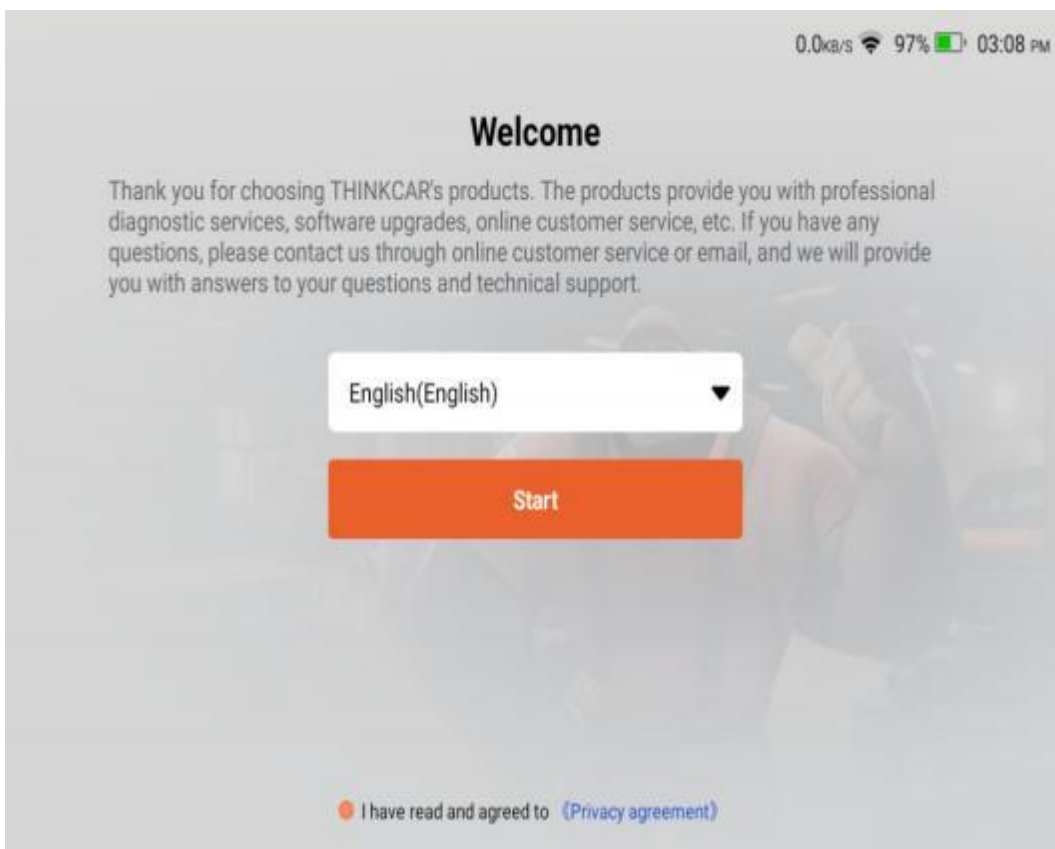 0.0KB/S 97% 03:08 PM
Welcome
Thank you for choosing THINKCAR's products. The products provide you with professional
diagnostic services, software upgrades, online customer service, etc. If you have any
questions, please contact us through online customer service or email, and we will provide
you with answers to your questions and technical support.
English(English)
Start
I have read and agreed to 《Privacy agreement》